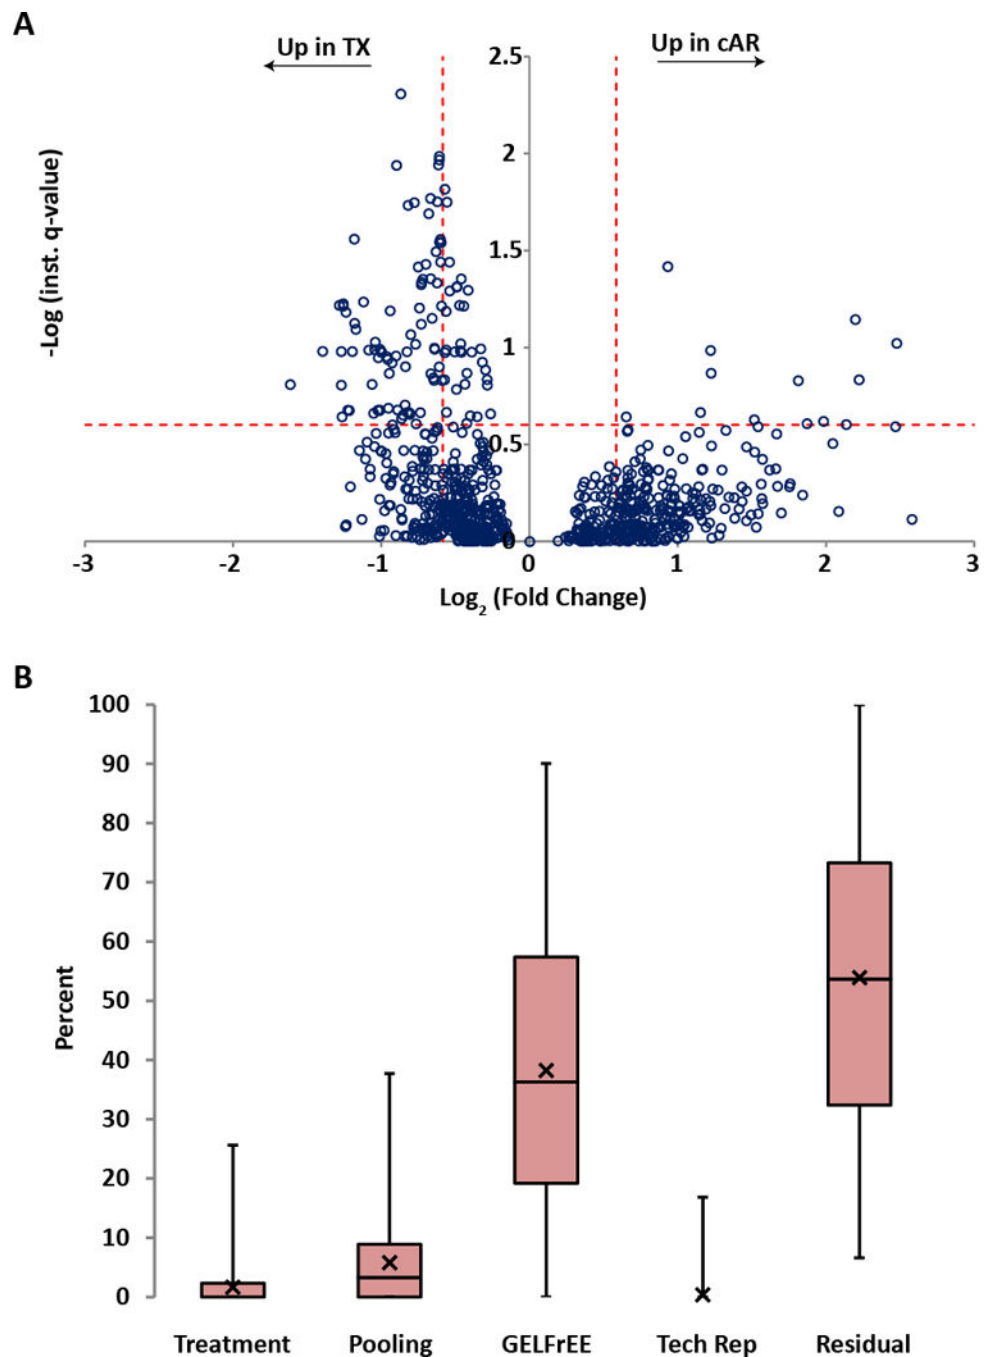 A
Up in TX
Up in cAR
-Log (inst. q-value)
2.5
2
1.5
1
0.5
0
-3
-2
-1
0
1
2
3
Log2 (Fold Change)
B
Percent
100
90
80
70
60
50
40
30
20
10
0
Treatment
Pooling
GELFrEE
Tech Rep
Residual